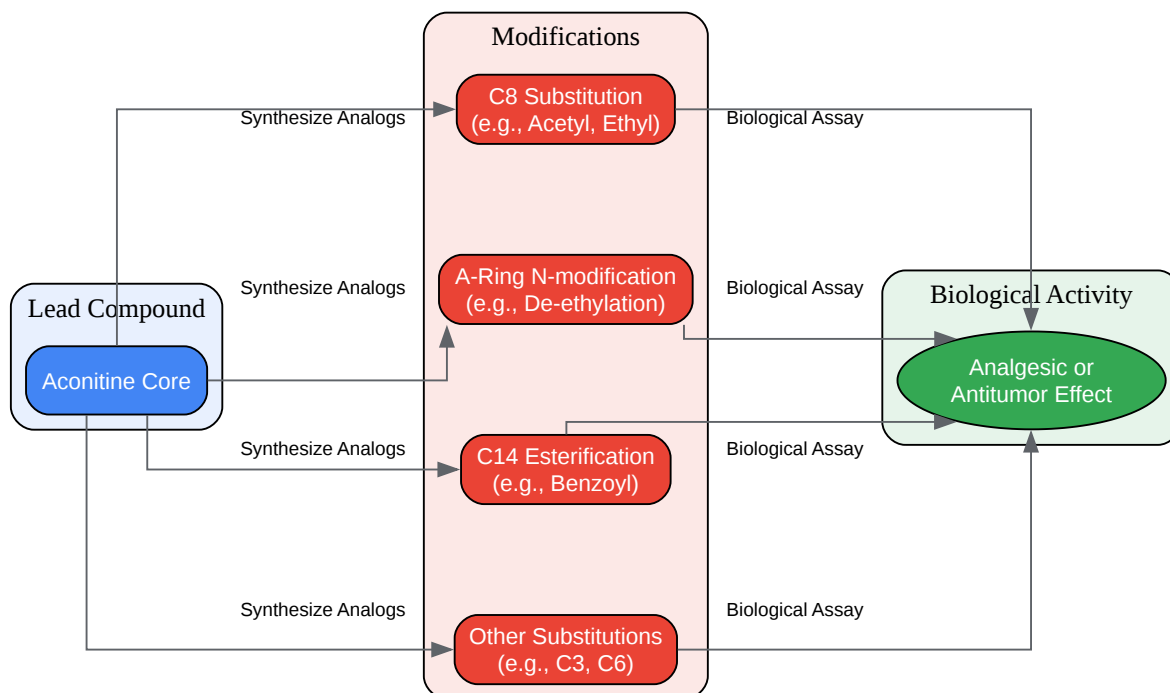 Modifications
C8 Substitution
(e.g., Acetyl, Ethyl)
Synthesize Analogs
Biological Assay
A-Ring N-modification
(e.g., De-ethylation)
Synthesize Analogs
Biological Assay
Lead Compound
Biological Activity
Aconitine Core
Analgesic or
Antitumor Effect
C14 Esterification
(e.g., Benzoyl)
Synthesize Analogs
Biological Assay
Synthesize Analogs
Biological Assay
Other Substitutions
(e.g., C3, C6)